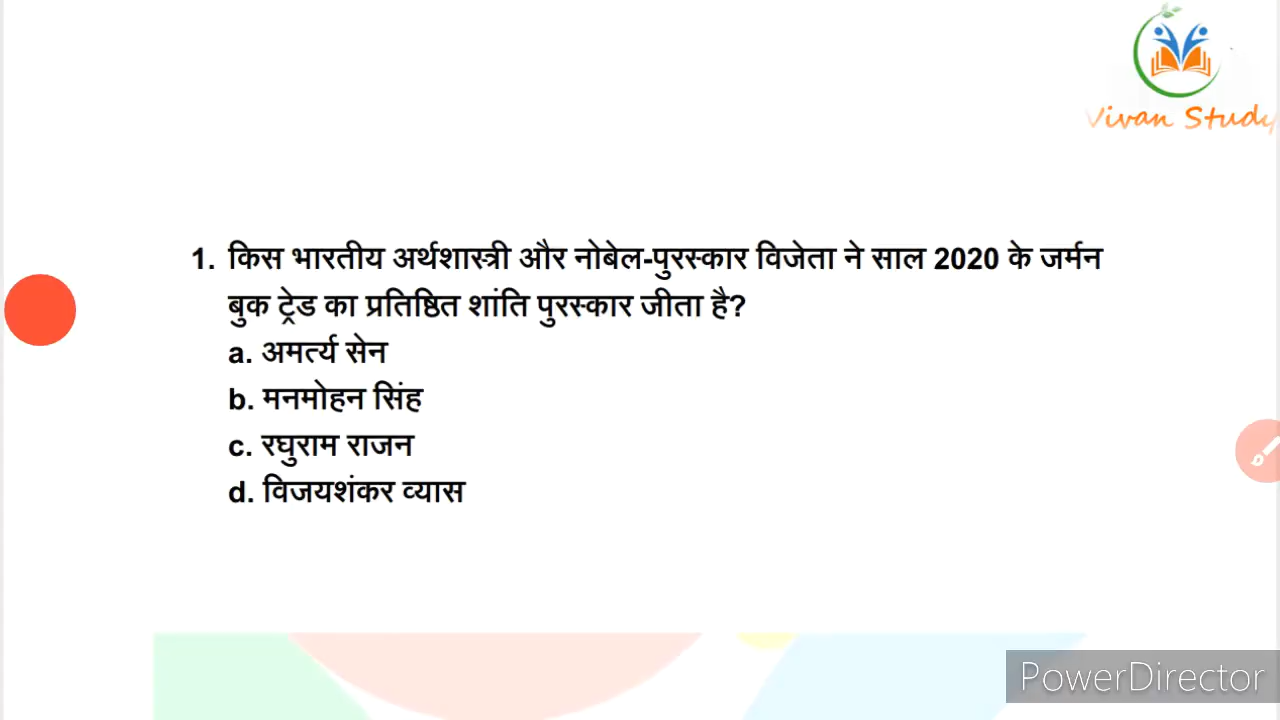 Vivan Study
1. किस भारतीय अर्थशास्त्री और नोबेल-पुरस्कार विजेता ने साल 2020 के जर्मन
बुक ट्रेड का प्रतिष्ठित शांति पुरस्कार जीता है?
a. अमर्त्य सेन
b. मनमोहन सिंह
c. रघुराम राजन
d. विजयशंकर व्यास
PowerDirector